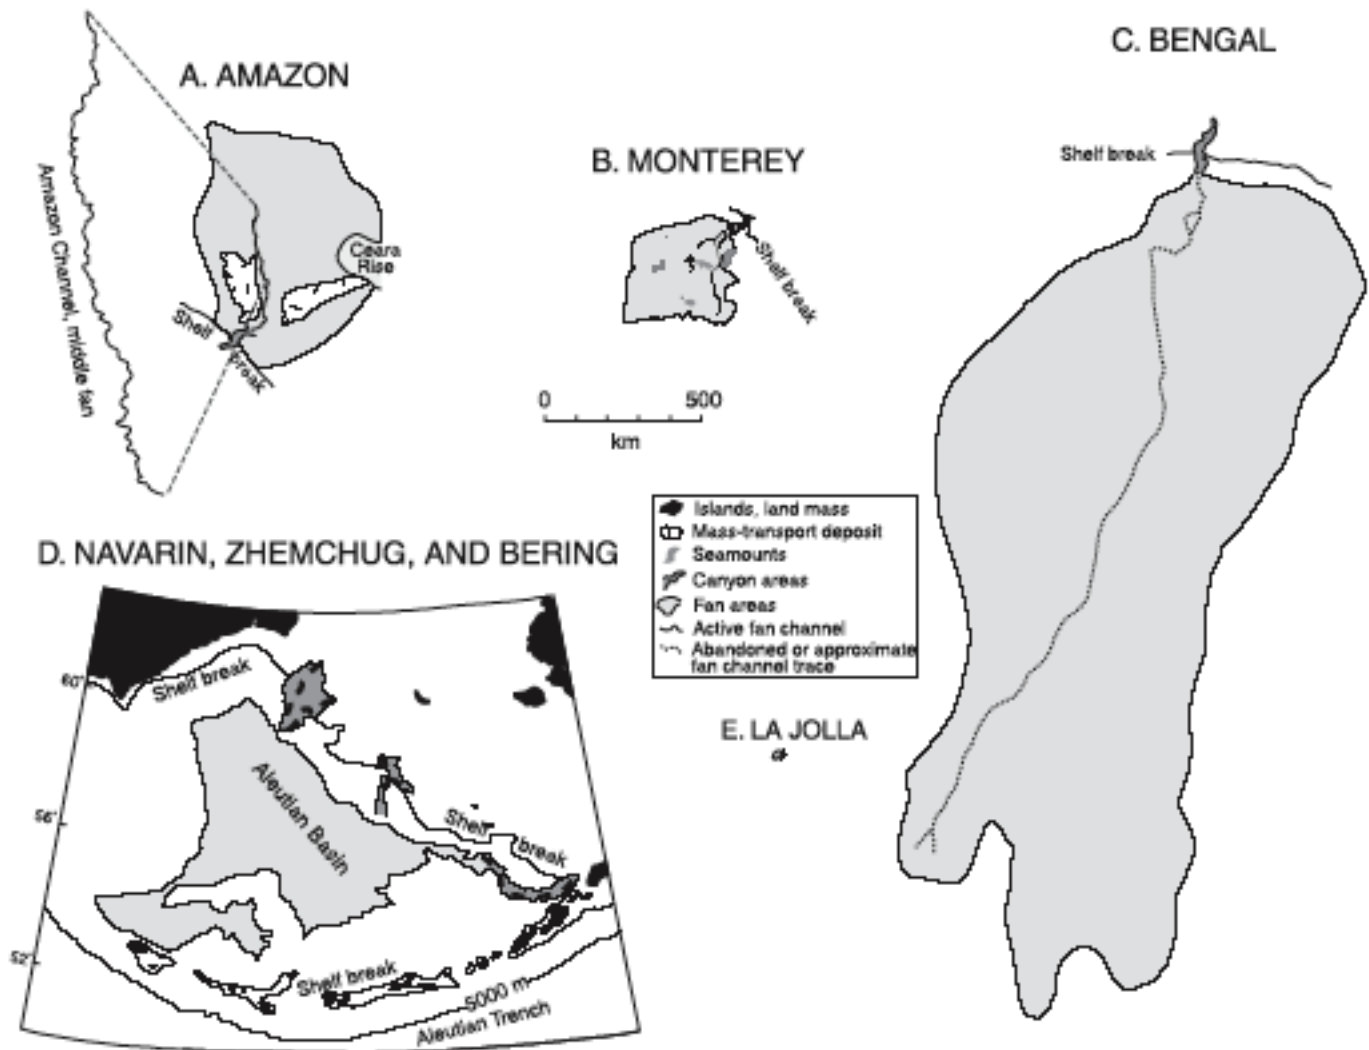 A. AMAZON
Amazon Channel, middle fan
Ceara
Rise
Shelf
break
B. MONTEREY
Shelf break
0 500
km
C. BENGAL
Shelf break
Islands, land mass
Mass-transport deposit
Seamounts
Canyon areas
Fan areas
Active fan channel
Abandoned or approximate
fan channel trace
D. NAVARIN, ZHEMCHUG, AND BERING
60°
Shelf break
Aleutian Basin
56°
Shelf
break
52°
Shelf break
5000 m
Aleutian Trench
E. LA JOLLA